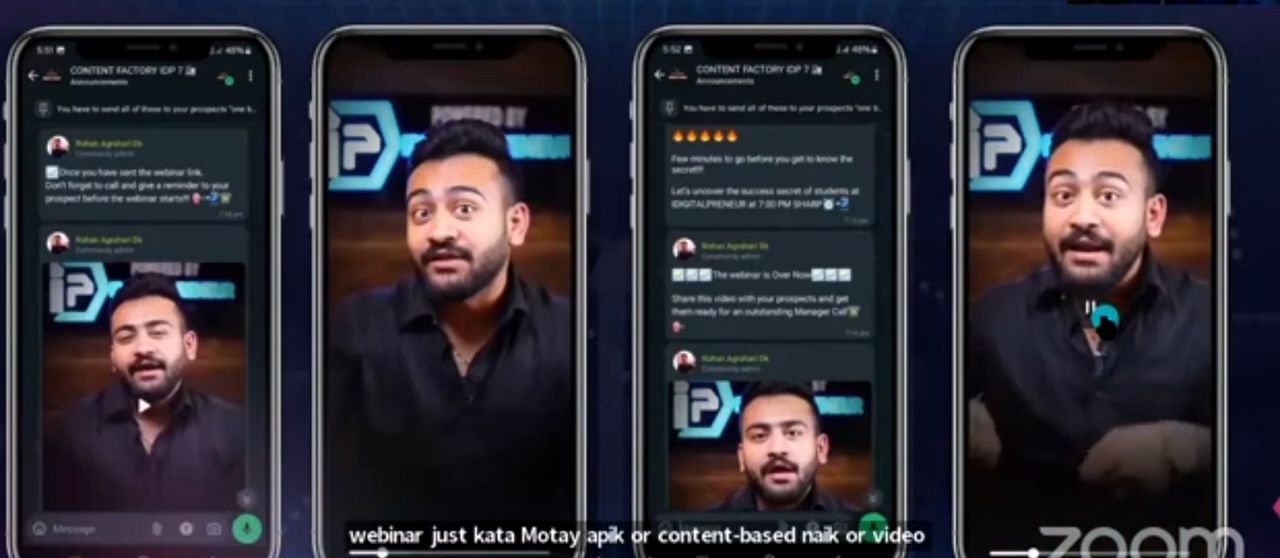 5:51
48%
CONTENT FACTORY IDP 7
Announcements
You have to send all of these to your prospects "one b..
Rohan Agrahari Dk
Community admin
Once you have sent the webinar link.
Don't forget to call and give a reminder to your
prospect before the webinar starts!!!
7:16 pm
Rohan Agrahari Dk
Community admin
iP
POWERED BY
Message
iP
POWERED BY
5:52
48%
CONTENT FACTORY IDP 7
Announcements
You have to send all of these to your prospects "one b..
Few minutes to go before you get to know the
secret!!!
Let's uncover the success secret of students at
IDIGITALPRENEUR at 7:00 PM SHARP
Rohan Agrahari Dk
Community admin
The webinar is Over Now
Share this video with your prospects and get
them ready for an outstanding Manager Call
Rohan Agrahari Dk
Community admin
iP
iP
webinar just kata Motay apik or content-based naik or video
zoom